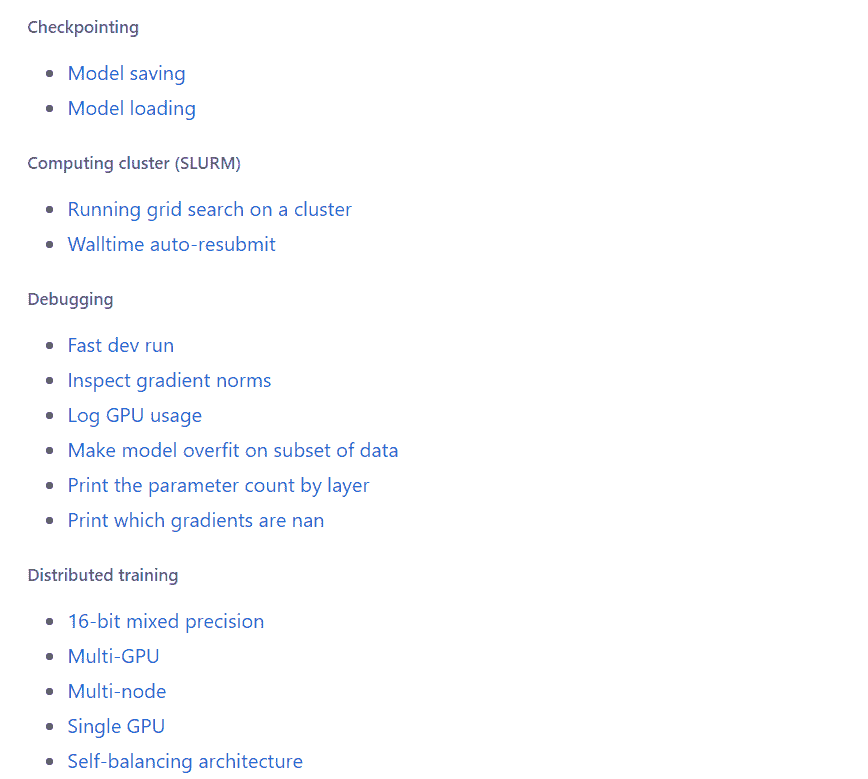 Checkpointing
Model saving
Model loading
Computing cluster (SLURM)
Running grid search on a cluster
Walltime auto-resubmit
Debugging
Fast dev run
Inspect gradient norms
Log GPU usage
Make model overfit on subset of data
Print the parameter count by layer
Print which gradients are nan
Distributed training
16-bit mixed precision
Multi-GPU
Multi-node
Single GPU
Self-balancing architecture